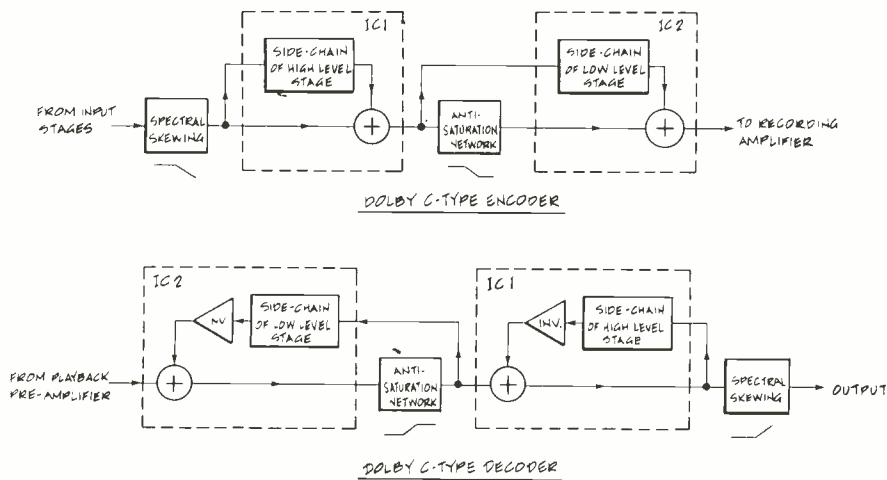 IC1
IC2
SIDE-CHAIN
OF HIGH LEVEL
STAGE
SIDE-CHAIN
OF LOW LEVEL
STAGE
FROM INPUT
STAGES
SPECTRAL
SKEWING
+
ANTI-
SATURATION
NETWORK
+
TO RECORDING
AMPLIFIER
DOLBY C-TYPE ENCODER
IC2
IC1
INV
SIDE-CHAIN
OF LOW LEVEL
STAGE
INV.
SIDE-CHAIN
OF HIGH LEVEL
STAGE
FROM PLAYBACK
PRE-AMPLIFIER
+
ANTI-
SATURATION
NETWORK
+
SPECTRAL
SKEWING
OUTPUT
DOLBY C-TYPE DECODER